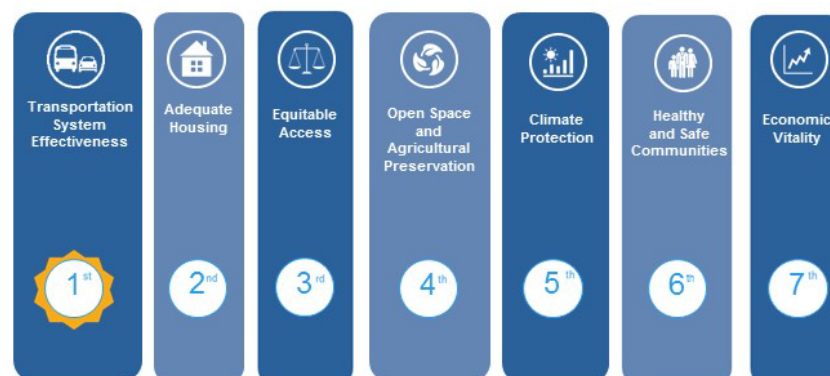 Transportation
System
Effectiveness
1st
Adequate
Housing
2nd
Equitable
Access
3rd
Open Space
and
Agricultural
Preservation
4th
Climate
Protection
5th
Healthy
and Safe
Communities
6th
Economic
Vitality
7th